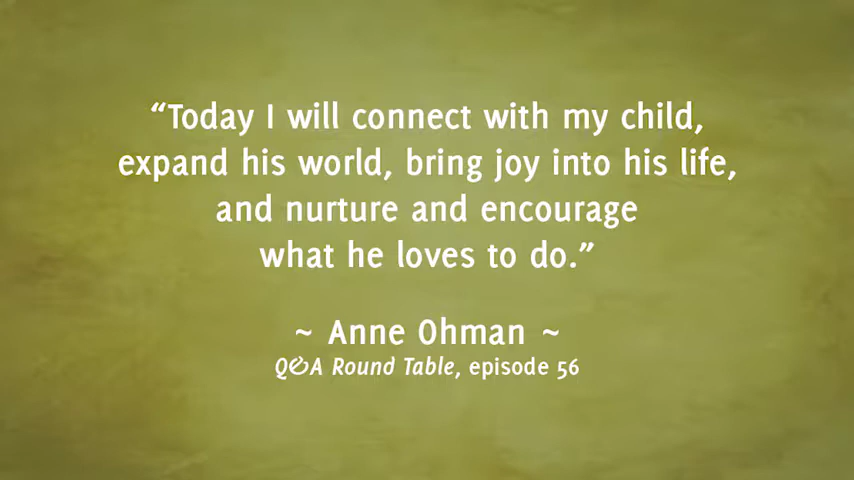 “Today I will connect with my child,
expand his world, bring joy into his life,
and nurture and encourage
what he loves to do.”
~ Anne Ohman ~
Q&A Round Table, episode 56